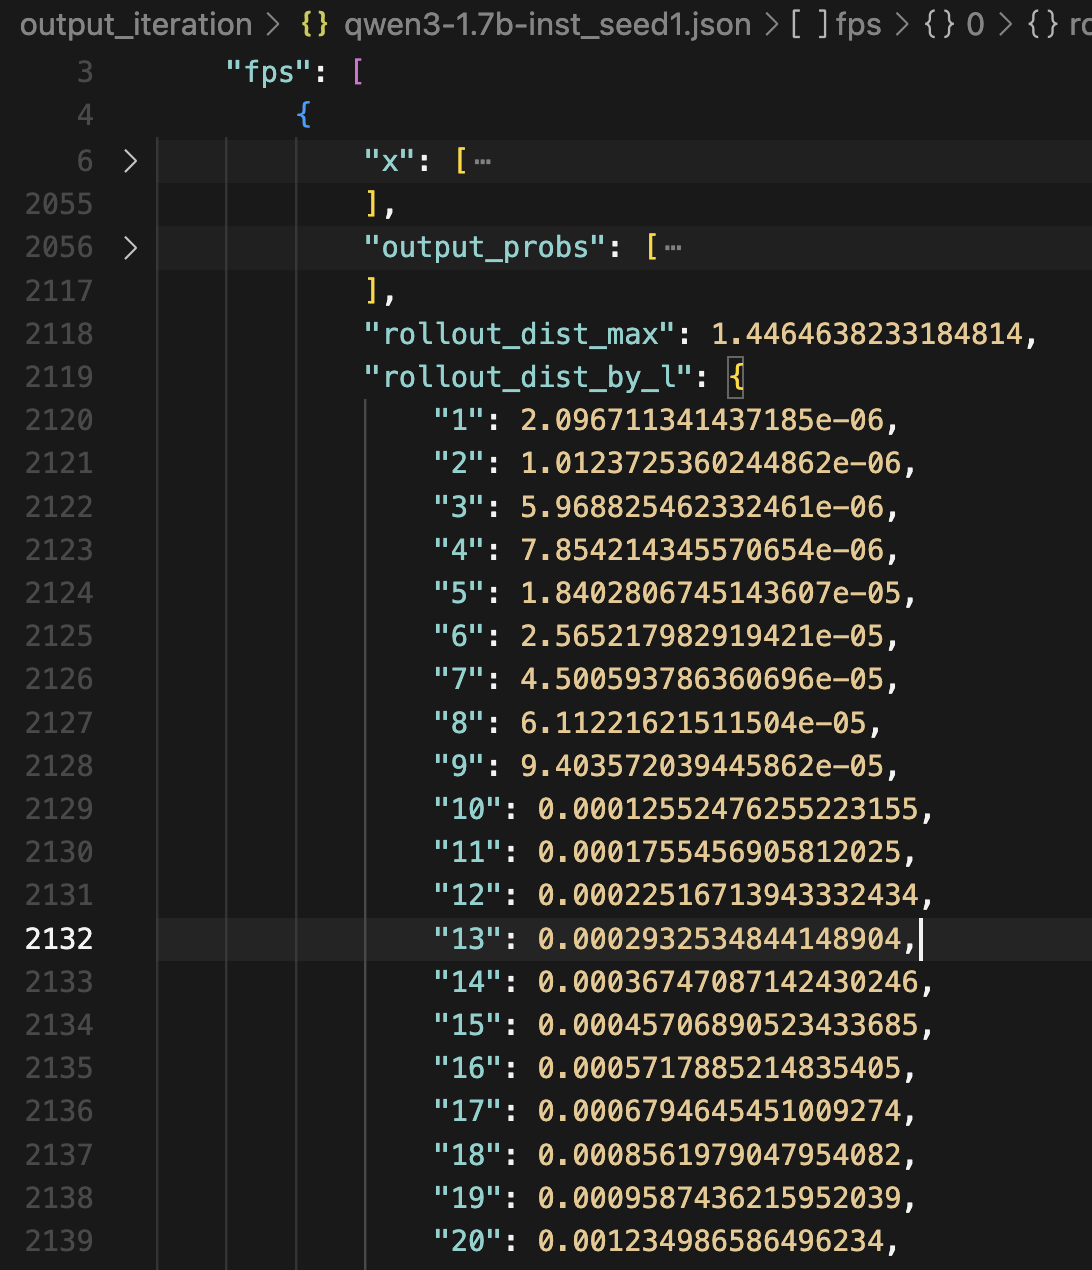 output_iteration > {} qwen3-1.7b-inst_seed1.json > [ ] fps > {} 0 > {} ro
3 "fps": [
4 {
6 > "x": [ ⋯
2055 ],
2056 > "output_probs": [ ⋯
2117 ],
2118 "rollout_dist_max": 1.4464638233184814,
2119 "rollout_dist_by_l": {
2120 "1": 2.096711341437185e-06,
2121 "2": 1.0123725360244862e-06,
2122 "3": 5.968825462332461e-06,
2123 "4": 7.854214345570654e-06,
2124 "5": 1.8402806745143607e-05,
2125 "6": 2.565217982919421e-05,
2126 "7": 4.500593786360696e-05,
2127 "8": 6.11221621511504e-05,
2128 "9": 9.403572039445862e-05,
2129 "10": 0.00012552476255223155,
2130 "11": 0.0001755456905812025,
2131 "12": 0.00022516713943332434,
2132 "13": 0.0002932534844148904,
2133 "14": 0.00036747087142430246,
2134 "15": 0.00045706890523433685,
2135 "16": 0.0005717885214835405,
2136 "17": 0.0006794645451009274,
2137 "18": 0.0008561979047954082,
2138 "19": 0.0009587436215952039,
2139 "20": 0.001234986586496234,